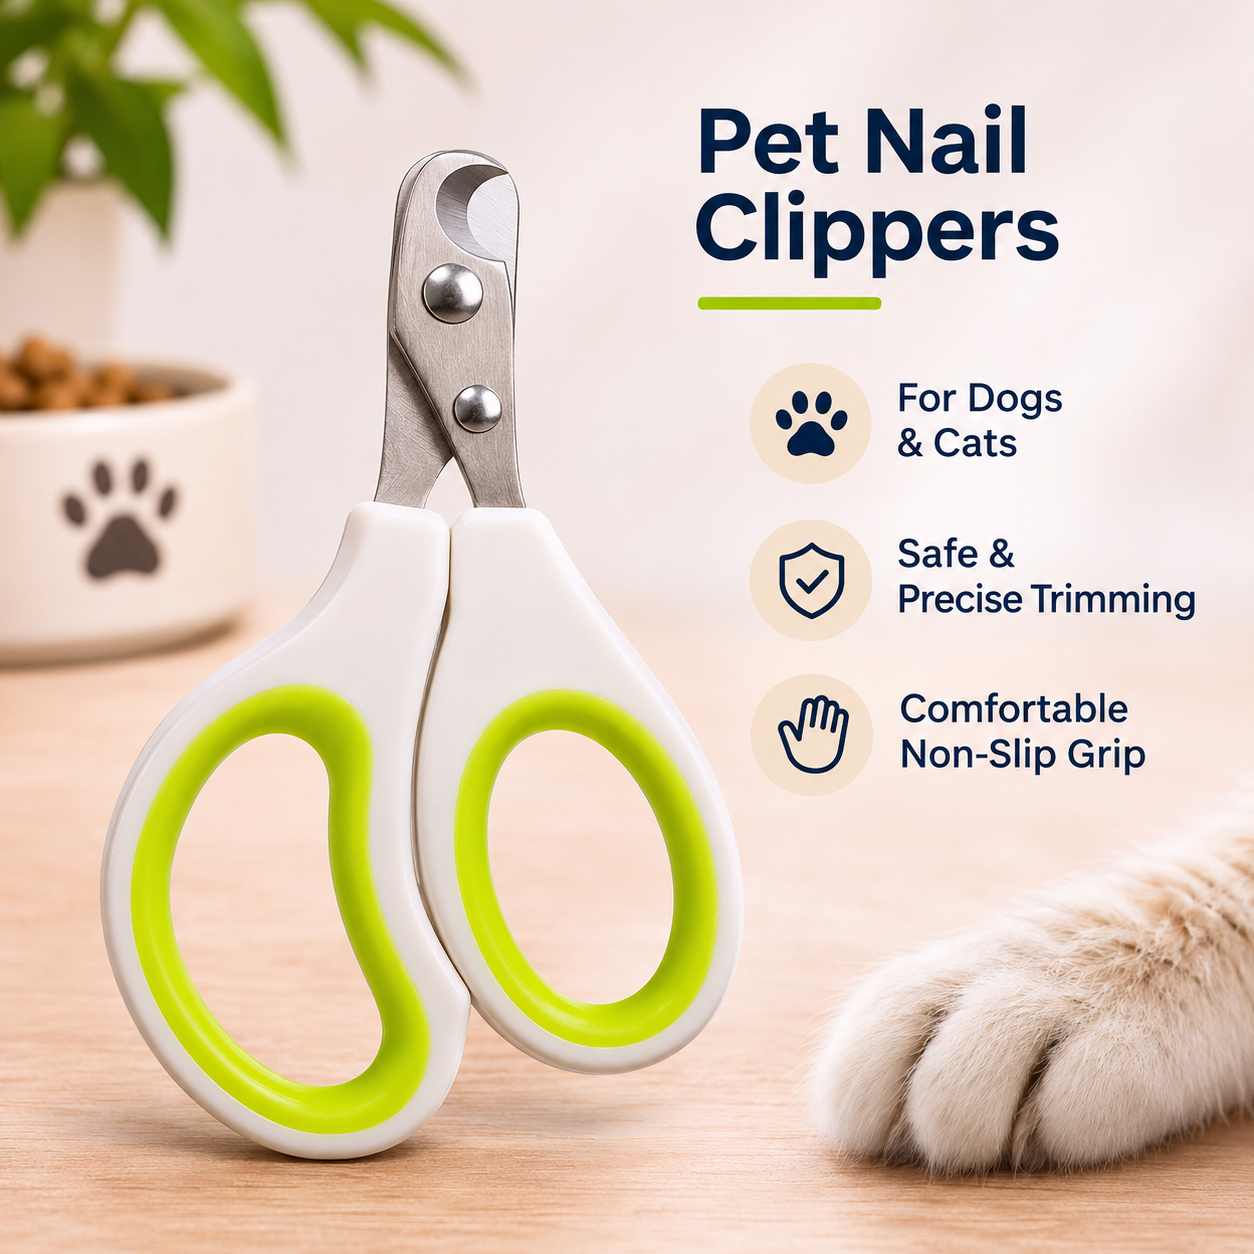 Pet Nail
Clippers
For Dogs
& Cats
Safe &
Precise Trimming
Comfortable
Non-Slip Grip